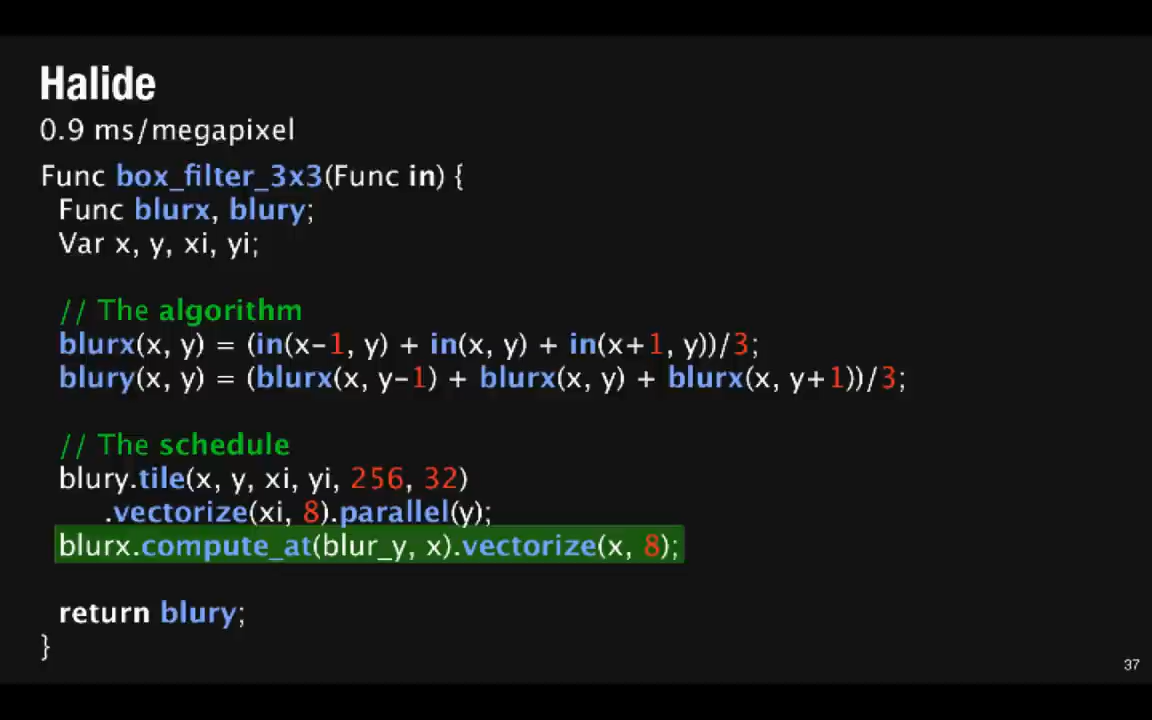 Halide
0.9 ms/megapixel
Func box_filter_3x3(Func in) {
Func blurx, blury;
Var x, y, xi, yi;
// The algorithm
blurx(x, y) = (in(x-1, y) + in(x, y) + in(x+1, y))/3;
blury(x, y) = (blurx(x, y-1) + blurx(x, y) + blurx(x, y+1))/3;
// The schedule
blury.tile(x, y, xi, yi, 256, 32)
.vectorize(xi, 8).parallel(y);
blurx.compute_at(blur_y, x).vectorize(x, 8);
return blury;
}
37